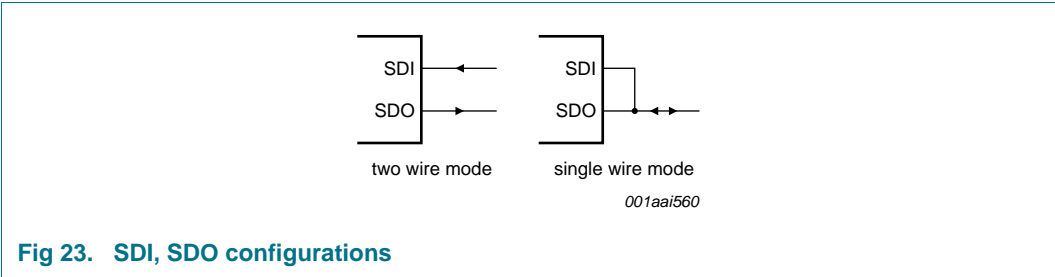 SDI
SDO
two wire mode
SDI
SDO
single wire mode
001aai560
Fig 23. SDI, SDO configurations